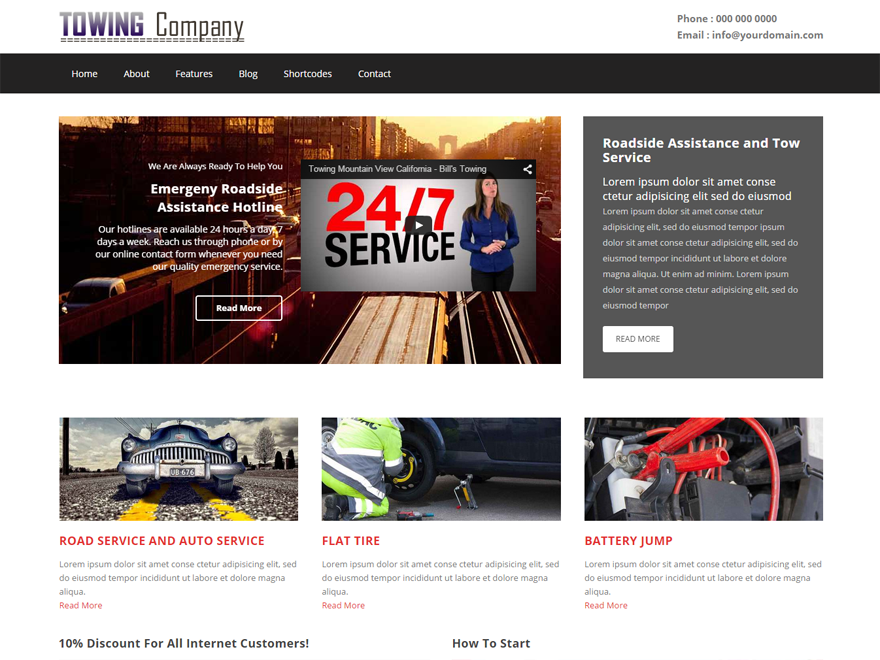 TOWING Company
Phone : 000 000 0000
Email : info@yourdomain.com
Home About Features Blog Shortcodes Contact
We Are Always Ready To Help You
Emergeny Roadside
Assistance Hotline
Our hotlines are available 24 hours a day, 7
days a week. Reach us through phone or by
our online contact form whenever you need
our quality emergency service.
Read More
Towing Mountain View California - Bill's Towing
24/7
SERVICE
Roadside Assistance and Tow
Service
Lorem ipsum dolor sit amet conse
ctetur adipisicing elit sed do eiusmod
Lorem ipsum dolor sit amet conse ctetur
adipisicing elit, sed do eiusmod tempor ipsum
dolor sit amet conse ctetur adipisicing elit, sed do
eiusmod tempor incididunt ut labore et dolore
magna aliqua. Ut enim ad minim. Lorem ipsum
dolor sit amet conse ctetur adipisicing elit, sed do
eiusmod tempor
READ MORE
UB 676
ROAD SERVICE AND AUTO SERVICE
Lorem ipsum dolor sit amet conse ctetur adipisicing elit, sed
do eiusmod tempor incididunt ut labore et dolore magna
aliqua.
Read More
FLAT TIRE
Lorem ipsum dolor sit amet conse ctetur adipisicing elit, sed
do eiusmod tempor incididunt ut labore et dolore magna
aliqua.
Read More
BATTERY JUMP
Lorem ipsum dolor sit amet conse ctetur adipisicing elit, sed
do eiusmod tempor incididunt ut labore et dolore magna
aliqua.
Read More
10% Discount For All Internet Customers!
How To Start